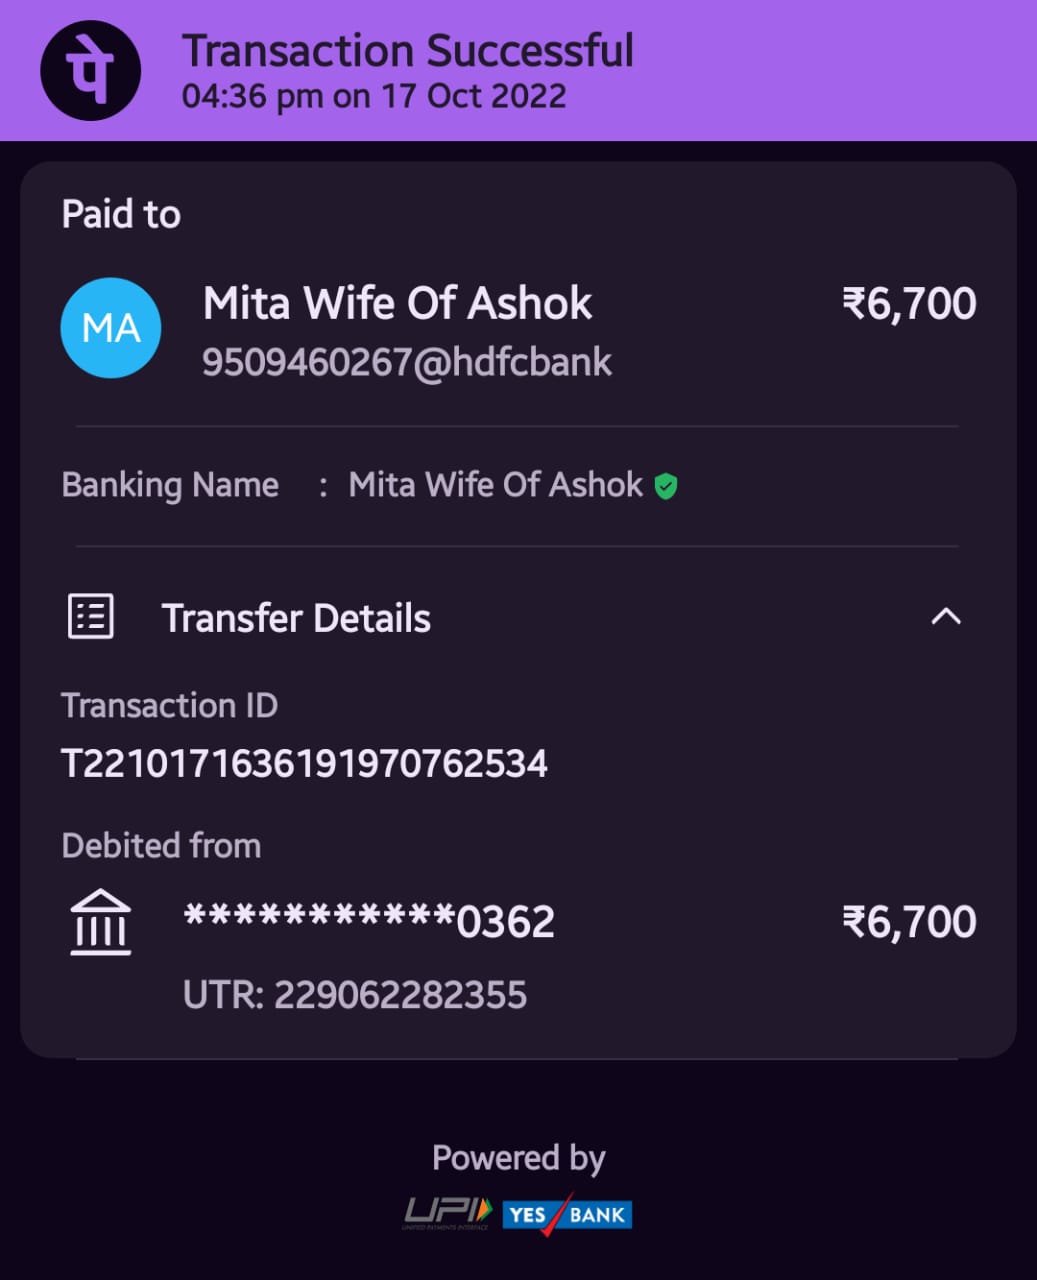 पे
Transaction Successful
04:36 pm on 17 Oct 2022
Paid to
MA
Mita Wife Of Ashok
₹6,700
9509460267@hdfcbank
Banking Name : Mita Wife Of Ashok
Transfer Details
Transaction ID
T2210171636191970762534
Debited from
***********0362
₹6,700
UTR: 229062282355
Powered by
UPI
UNIFIED PAYMENTS INTERFACE
YES BANK